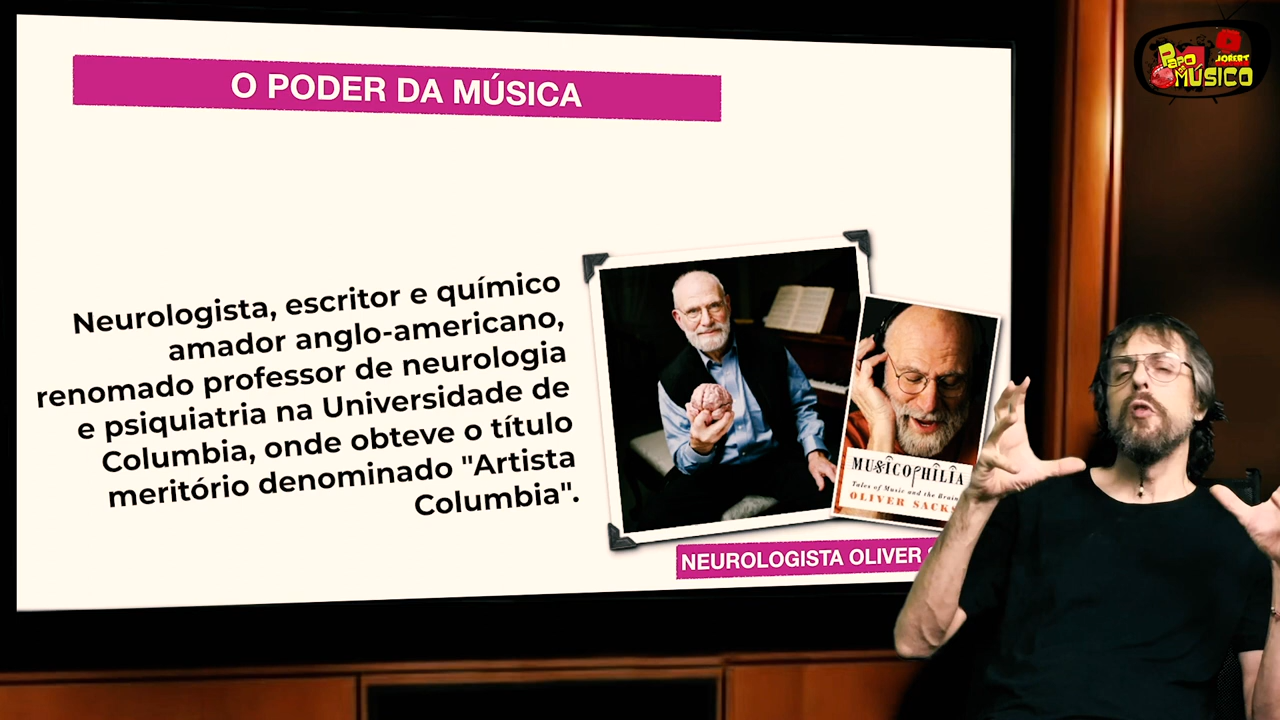 O PODER DA MÚSICA
PAPO
JOBERT
MÚSICO
Neurologista, escritor e químico
amador anglo-americano,
renomado professor de neurologia
e psiquiatria na Universidade de
Columbia, onde obteve o título
meritório denominado "Artista
Columbia".
MUSICOPHILIA
Tales of Music and the Brain
OLIVER SACKS
NEUROLOGISTA OLIVER